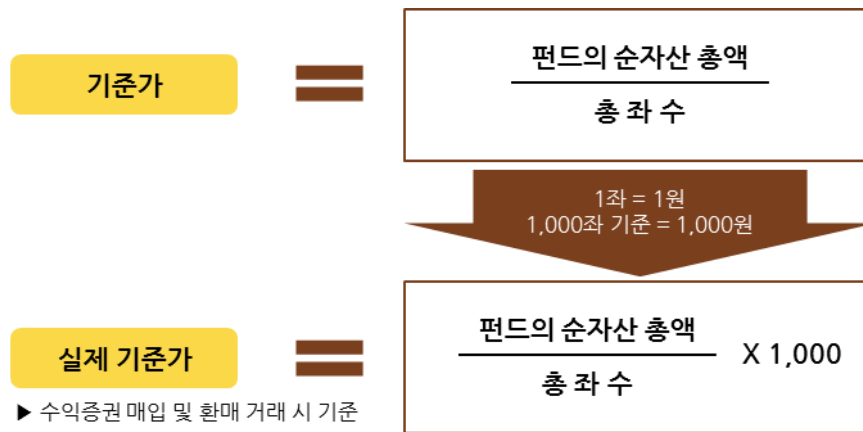 기준가
펀드의 순자산 총액
총 좌 수
1좌 = 1원
1,000좌 기준 = 1,000원
실제 기준가
펀드의 순자산 총액
총 좌 수
X 1,000
▶ 수익증권 매입 및 환매 거래 시 기준